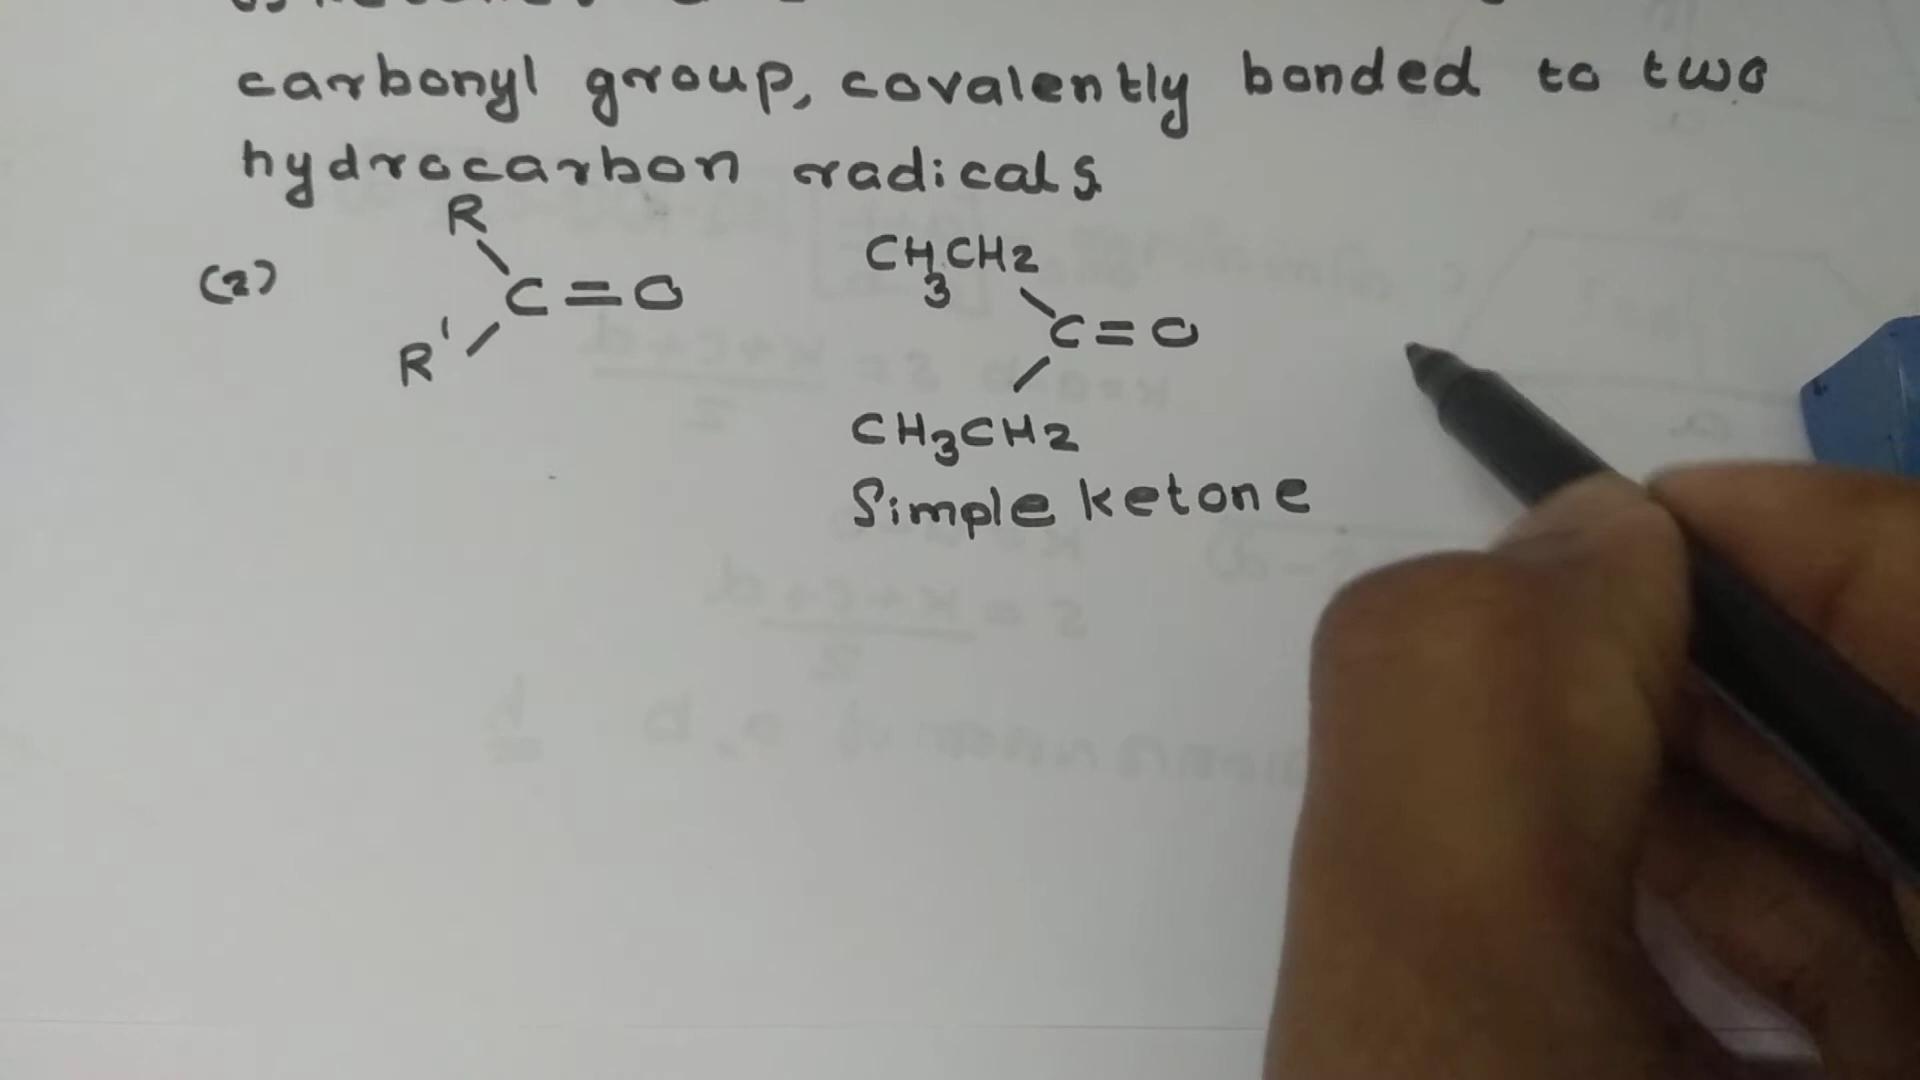 carbonyl group, covalently bonded to two
hydrocarbon radicals
(2)
R
C=O
R'
CH3CH2
C=O
CH3CH2
Simple ketone